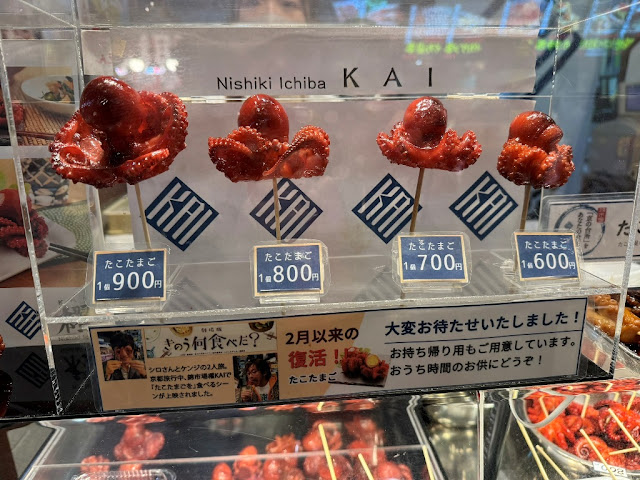 Nishiki Ichiba KAI
KAI
KAI
KAI
KAI
たこたまご
1個900円
たこたまご
1個800円
たこたまご
1個700円
たこたまご
1個600円
きのう何食べた?
シロさんとケンジの2人旅。
京都旅行中、錦市場櫂KAIで
「たこたまごを」食べるシー
ンが上映されました。
2月以来の
復活!
たこたまご
大変お待たせいたしました!
お持ち帰り用もご用意しています。
おうち時間のお供にどうぞ!